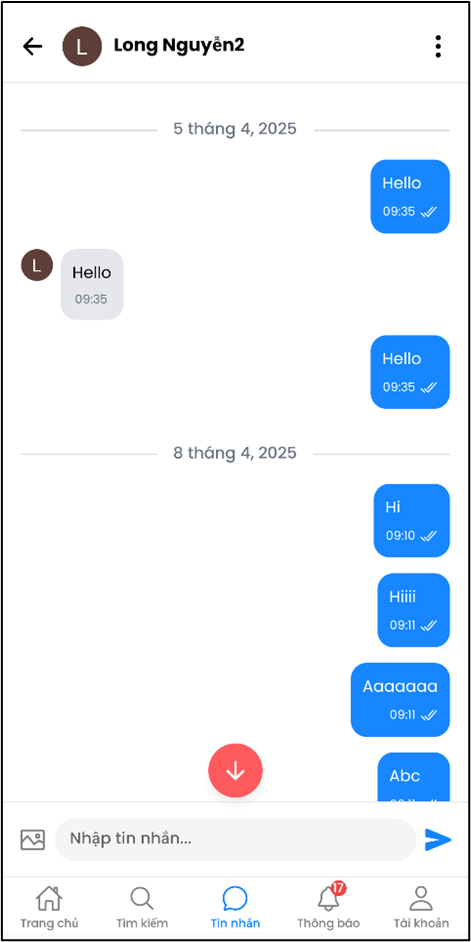 L
Long Nguyễn2
5 tháng 4, 2025
Hello
09:35
L
Hello
09:35
Hello
09:35
8 tháng 4, 2025
Hi
09:10
Hiiii
09:11
Aaaaaaa
09:11
Abc
09:11
Nhập tin nhắn...
17
Trang chủ
Tìm kiếm
Tin nhắn
Thông báo
Tài khoản